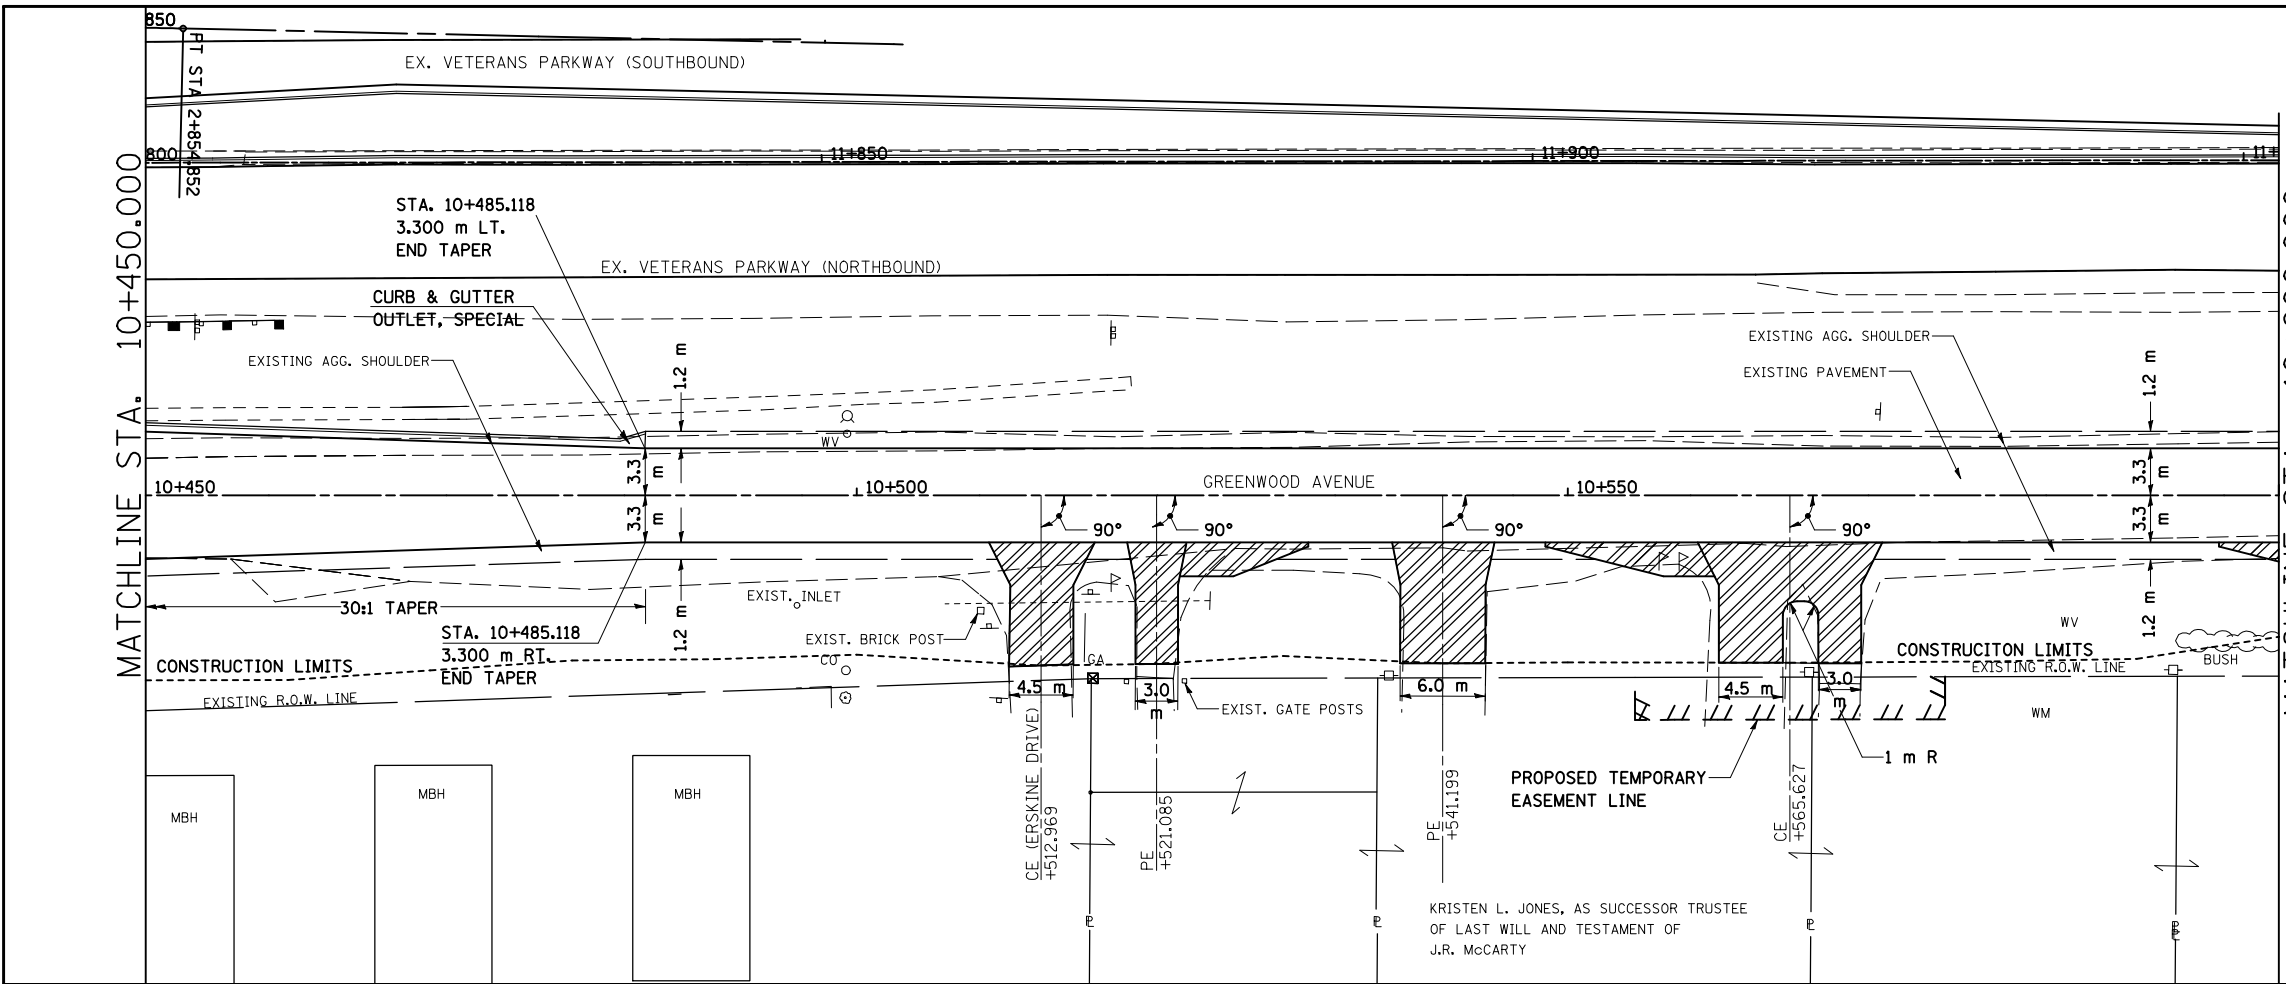 850
PT STA 2+854.852
EX. VETERANS PARKWAY (SOUTHBOUND)
800
11+850
11+900
11+
MATCHLINE STA. 10+450.000
STA. 10+485.118
3.300 m LT.
END TAPER
EX. VETERANS PARKWAY (NORTHBOUND)
CURB & GUTTER
OUTLET, SPECIAL
EXISTING AGG. SHOULDER
1.2 m
EXISTING AGG. SHOULDER
EXISTING PAVEMENT
1.2 m
WV
3.3 m
3.3 m
10+450
10+500
GREENWOOD AVENUE
10+550
3.3 m
3.3 m
90°
90°
90°
90°
30:1 TAPER
EXIST. INLET
STA. 10+485.118
3.300 m RT.
END TAPER
1.2 m
EXIST. BRICK POST
CO
GA
1.2 m
WV
CONSTRUCTION LIMITS
EXISTING R.O.W. LINE
CONSTRUCITON LIMITS
EXISTING R.O.W. LINE
BUSH
4.5 m
3.0 m
EXIST. GATE POSTS
6.0 m
4.5 m
3.0 m
WM
1 m R
PROPOSED TEMPORARY
EASEMENT LINE
MBH
MBH
MBH
CE (ERSKINE DRIVE)
+512.969
PE
+521.085
PE
+541.199
CE
+565.627
KRISTEN L. JONES, AS SUCCESSOR TRUSTEE
OF LAST WILL AND TESTAMENT OF
J.R. McCARTY
PL
PL
PL